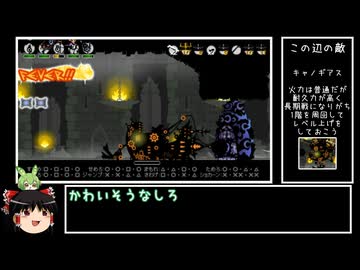 FEVER!!
この辺の敵
キャノギアス
火力は普通だが
耐久力が高く
長期戦になりがち
1階を周回して
レベル上げを
しておこう
かわいそうなしろ